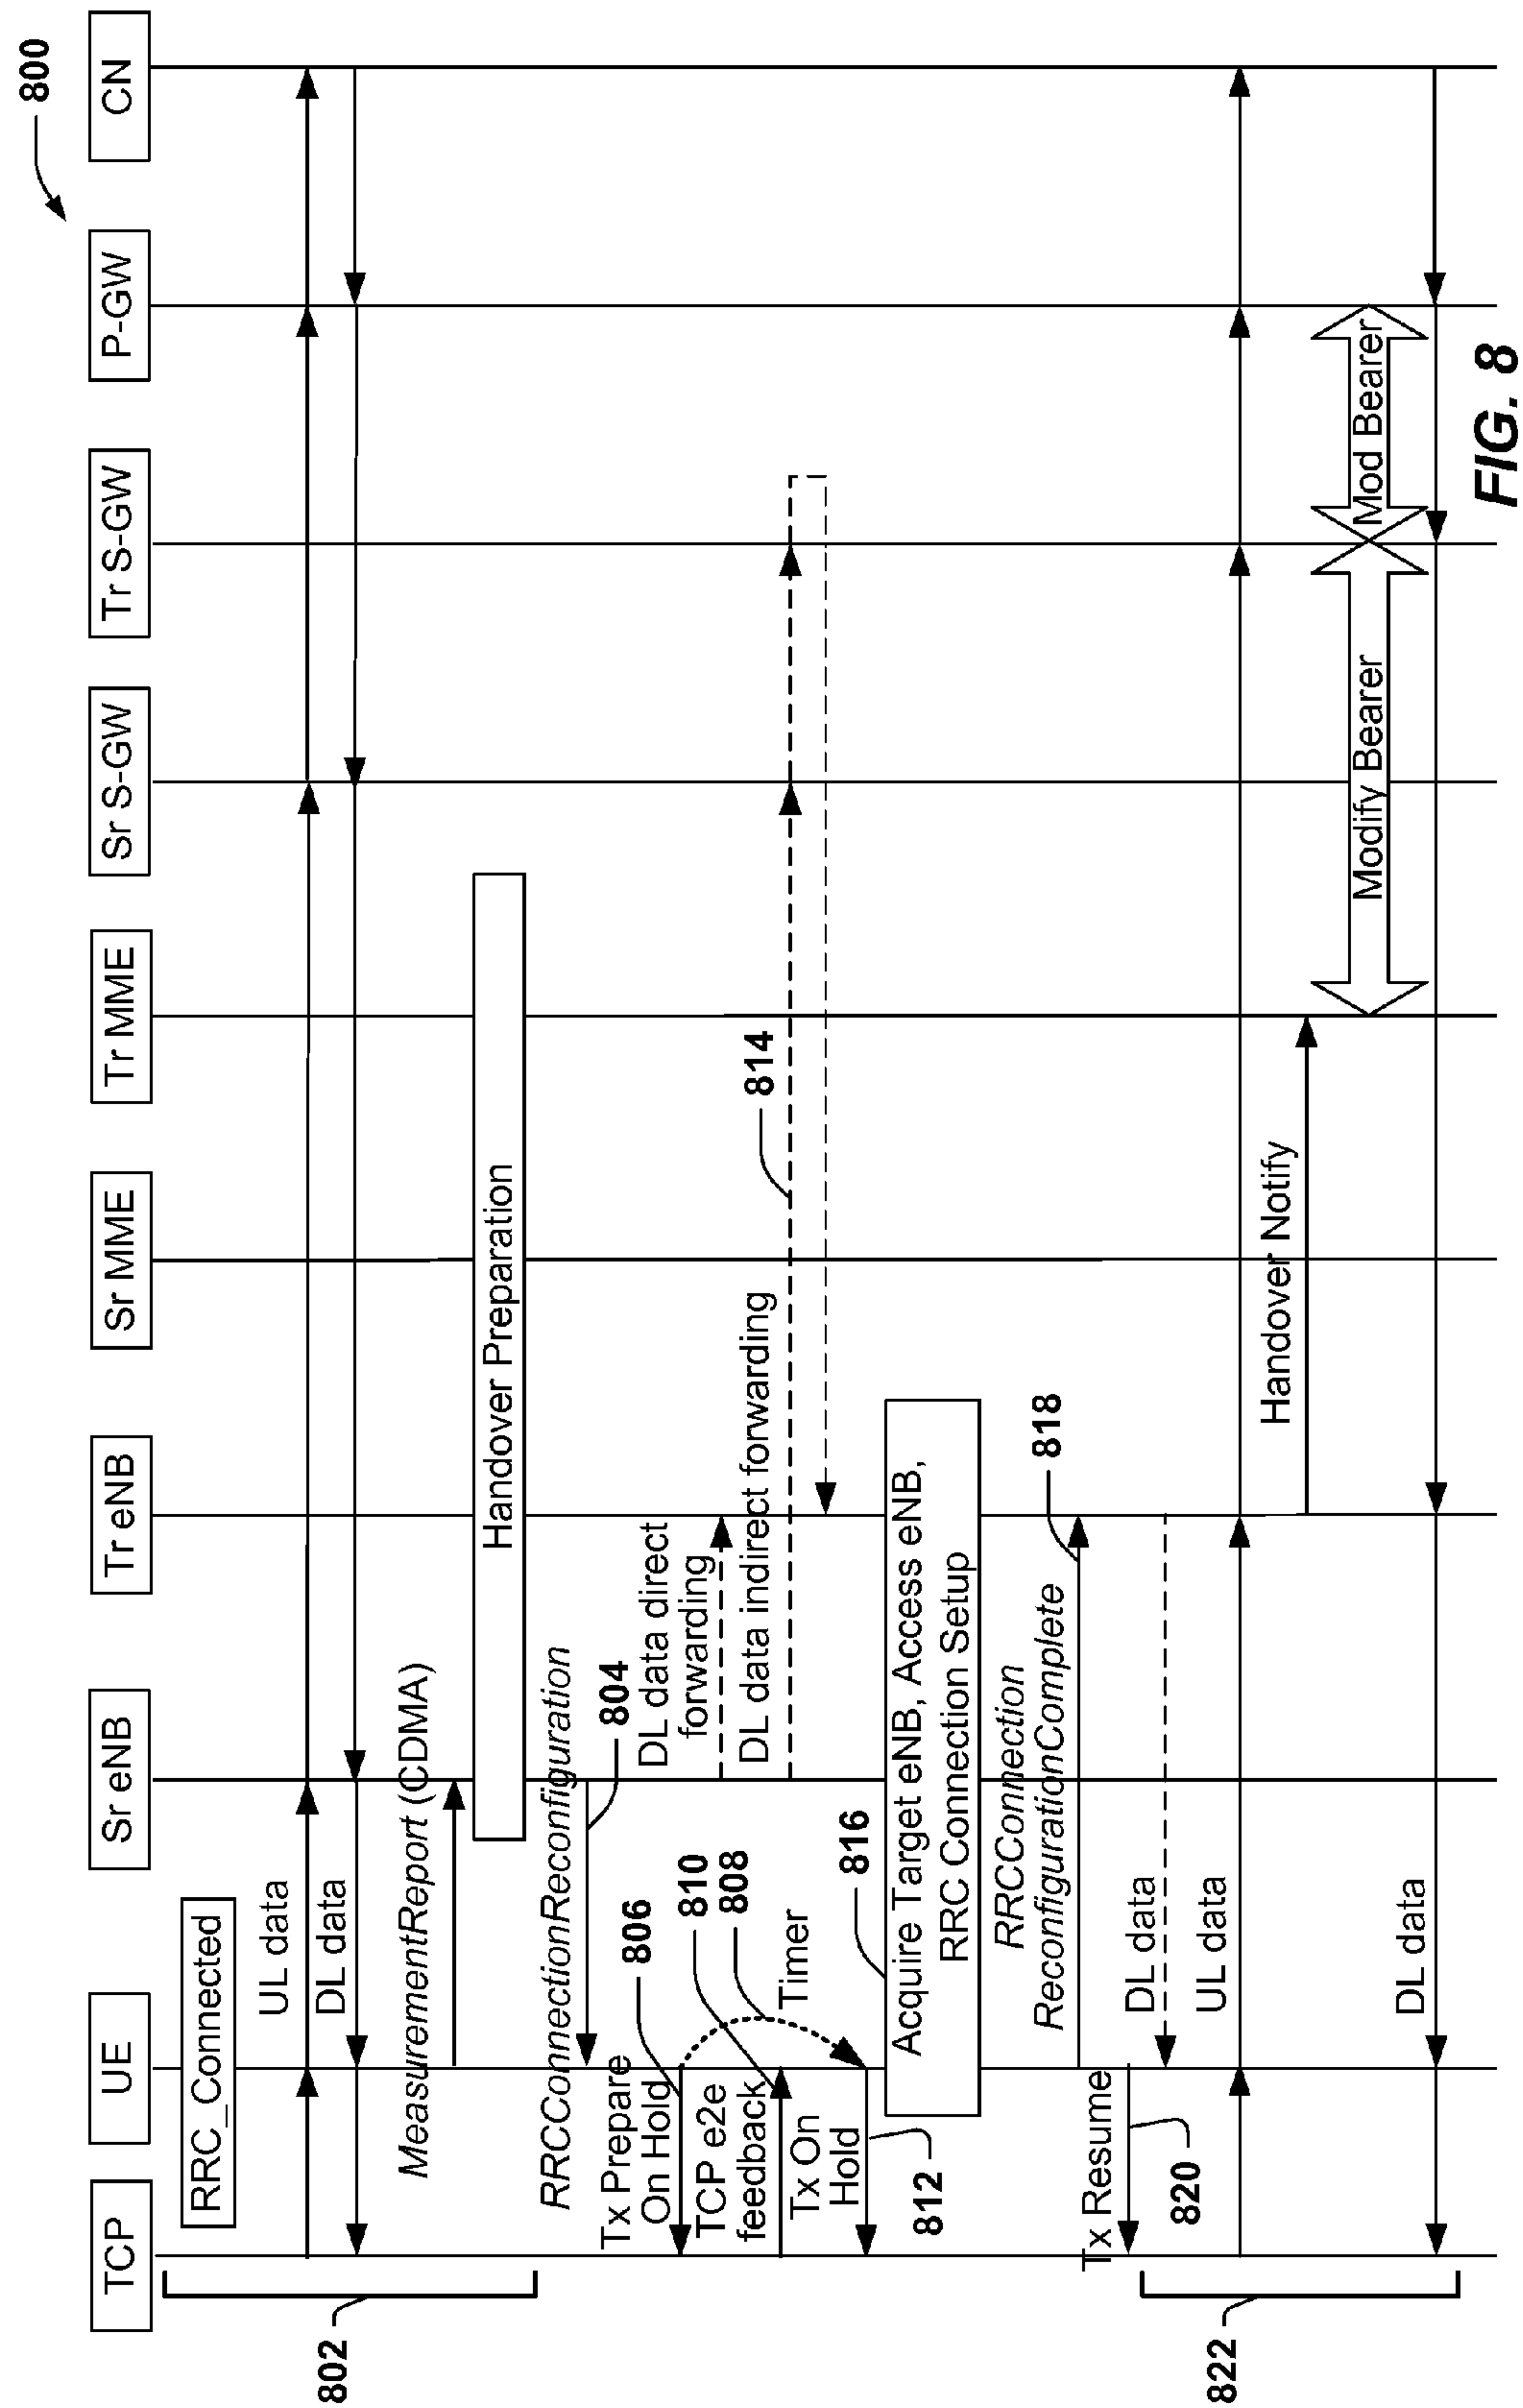 800
TCP
UE
Sr eNB
Tr eNB
Sr MME
Tr MME
Sr S-GW
Tr S-GW
P-GW
CN
RRC_Connected
UL data
DL data
802
MeasurementReport (CDMA)
Handover Preparation
RRCConnectionReconfiguration
804
Tx Prepare
On Hold
806
DL data direct
forwarding
TCP e2e
feedback
810
808
Timer
DL data indirect forwarding
814
Tx On
Hold
812
816
Acquire Target eNB, Access eNB,
RRC Connection Setup
RRCConnection
ReconfigurationComplete
818
Tx Resume
820
DL data
UL data
822
Handover Notify
Modify Bearer
Mod Bearer
DL data
FIG. 8